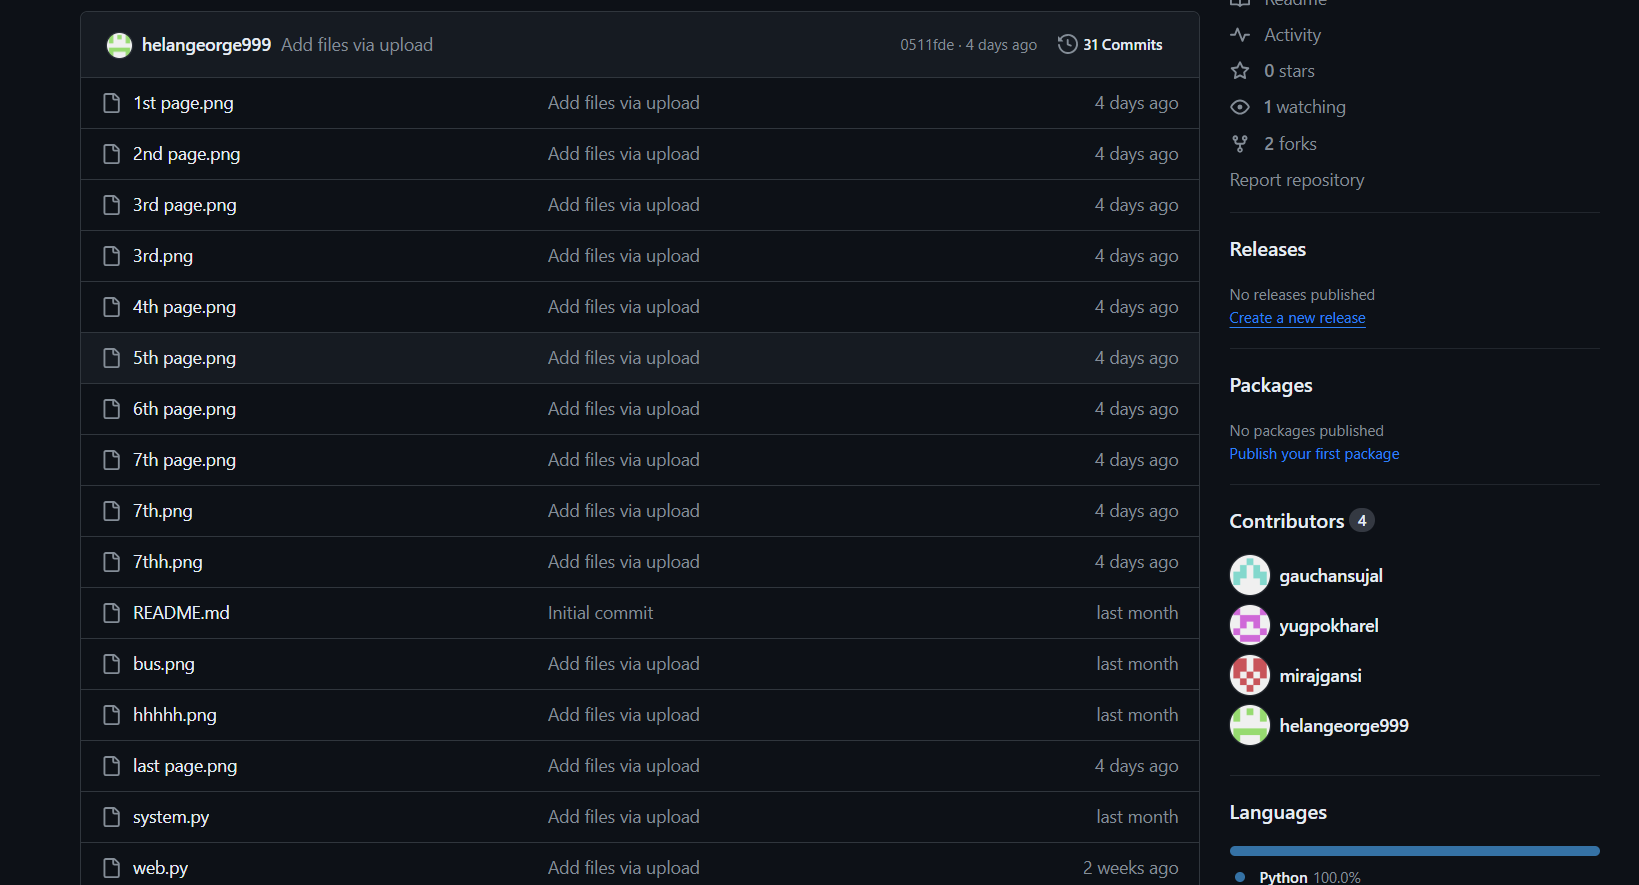 helangeorge999 Add files via upload 0511fde · 4 days ago 31 Commits
1st page.png Add files via upload 4 days ago
2nd page.png Add files via upload 4 days ago
3rd page.png Add files via upload 4 days ago
3rd.png Add files via upload 4 days ago
4th page.png Add files via upload 4 days ago
5th page.png Add files via upload 4 days ago
6th page.png Add files via upload 4 days ago
7th page.png Add files via upload 4 days ago
7th.png Add files via upload 4 days ago
7thh.png Add files via upload 4 days ago
README.md Initial commit last month
bus.png Add files via upload last month
hhhhh.png Add files via upload last month
last page.png Add files via upload 4 days ago
system.py Add files via upload last month
web.py Add files via upload 2 weeks ago
Readme
Activity
0 stars
1 watching
2 forks
Report repository
Releases
No releases published
Create a new release
Packages
No packages published
Publish your first package
Contributors 4
gauchansujal
yugpokharel
mirajgansi
helangeorge999
Languages
Python 100.0%